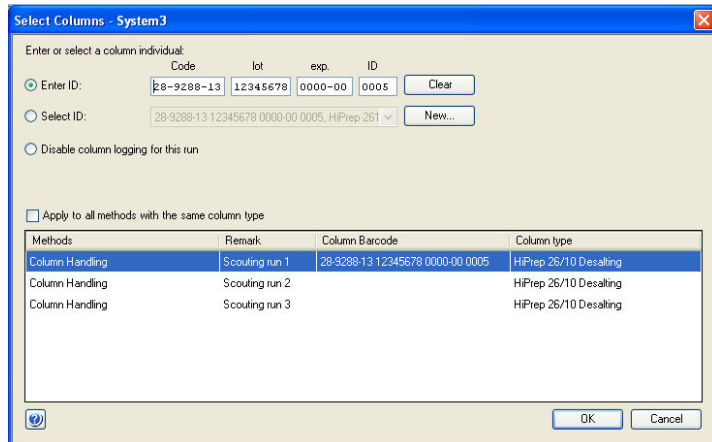 Select Columns - System3
Enter or select a column individual:
Code lot exp. ID
Enter ID: 28-9288-13 12345678 0000-00 0005 Clear
Select ID: 28-9288-13 12345678 0000-00 0005, HiPrep 261 New...
Disable column logging for this run
Apply to all methods with the same column type
Methods Remark Column Barcode Column type
Column Handling Scouting run 1 28-9288-13 12345678 0000-00 0005 HiPrep 26/10 Desalting
Column Handling Scouting run 2 HiPrep 26/10 Desalting
Column Handling Scouting run 3 HiPrep 26/10 Desalting
? OK Cancel